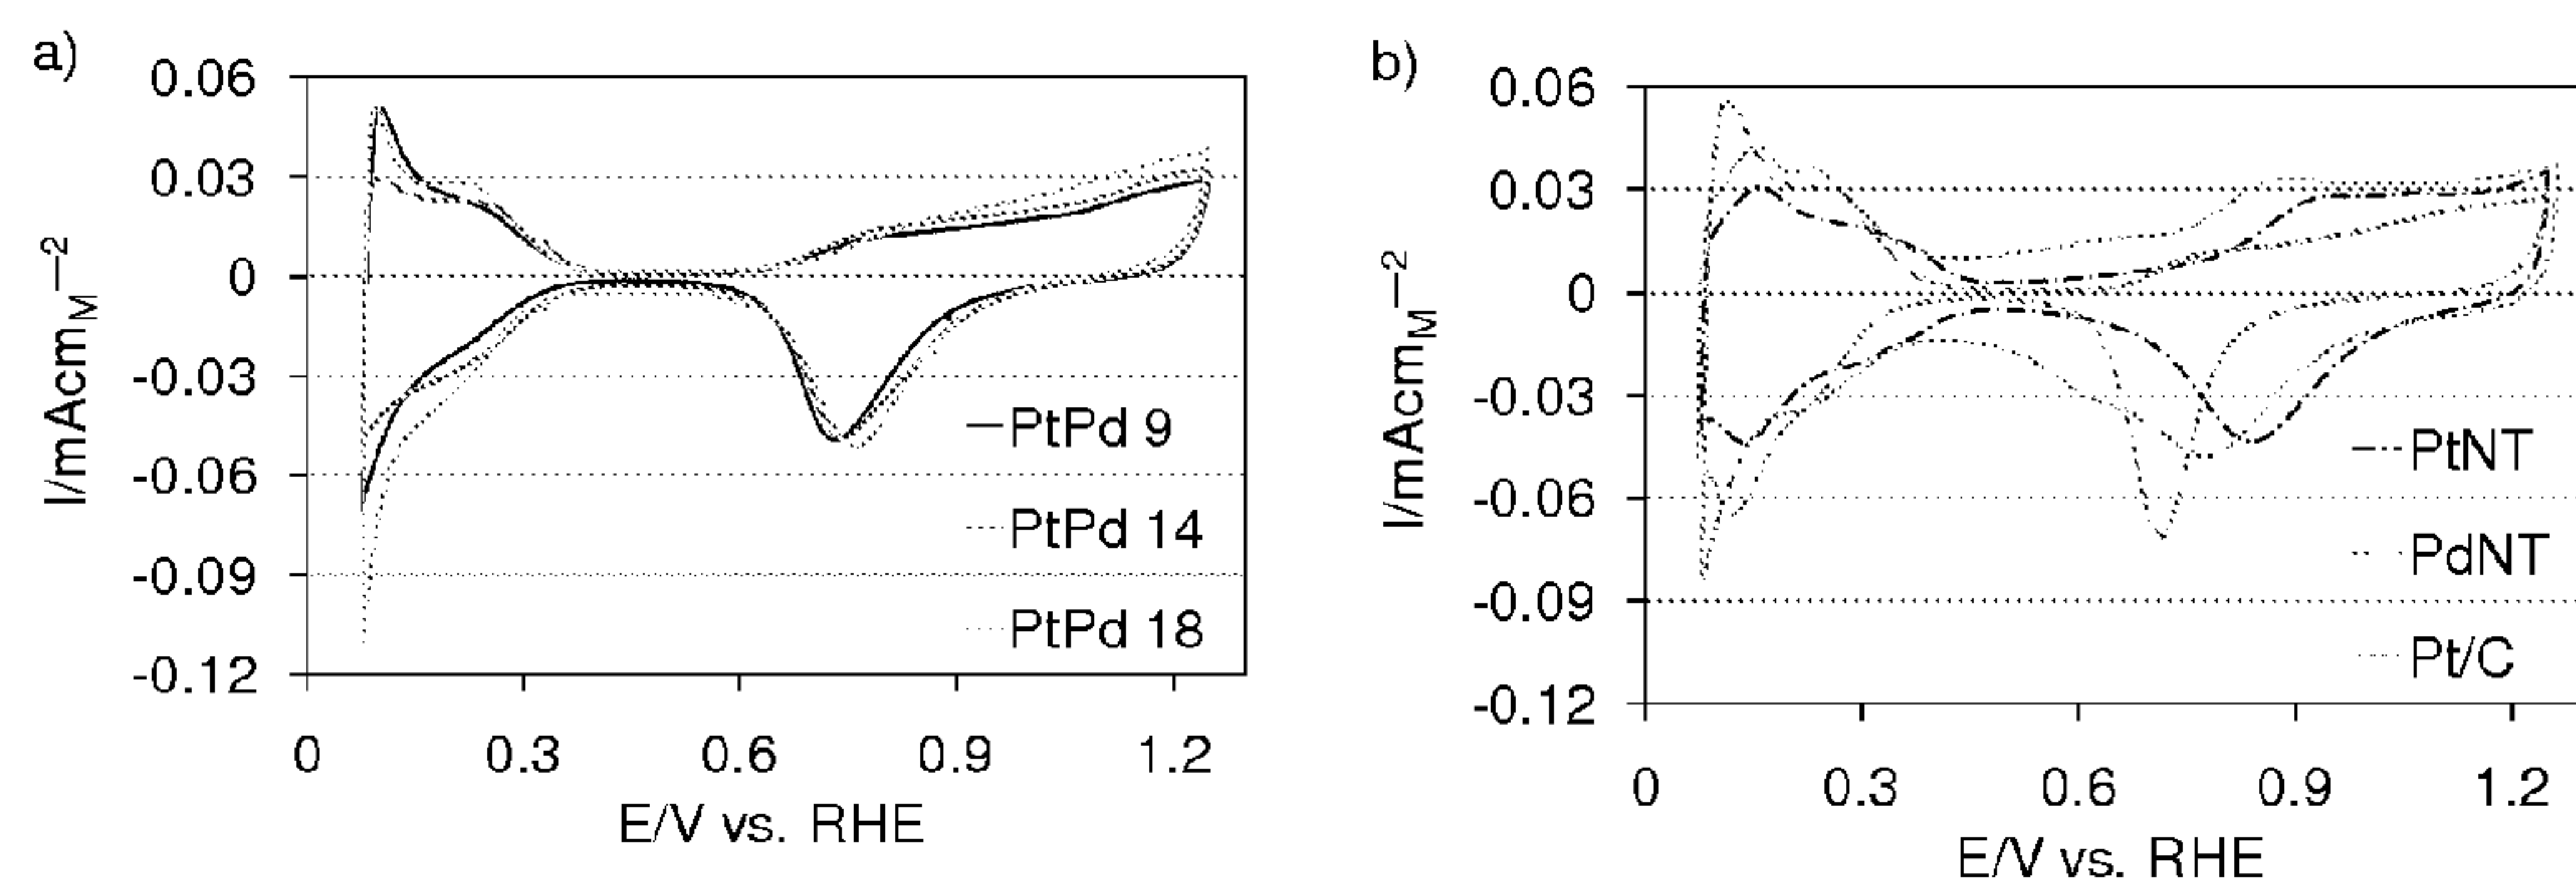 a)
0.06
0.03
0
-0.03
-0.06
-0.09
-0.12
I/mAcm_M^−2
PtPd 9
PtPd 14
PtPd 18
0 0.3 0.6 0.9 1.2
E/V vs. RHE
b)
0.06
0.03
0
-0.03
-0.06
-0.09
-0.12
I/mAcm_M^−2
PtNT
PdNT
Pt/C
0 0.3 0.6 0.9 1.2
E/V vs. RHE